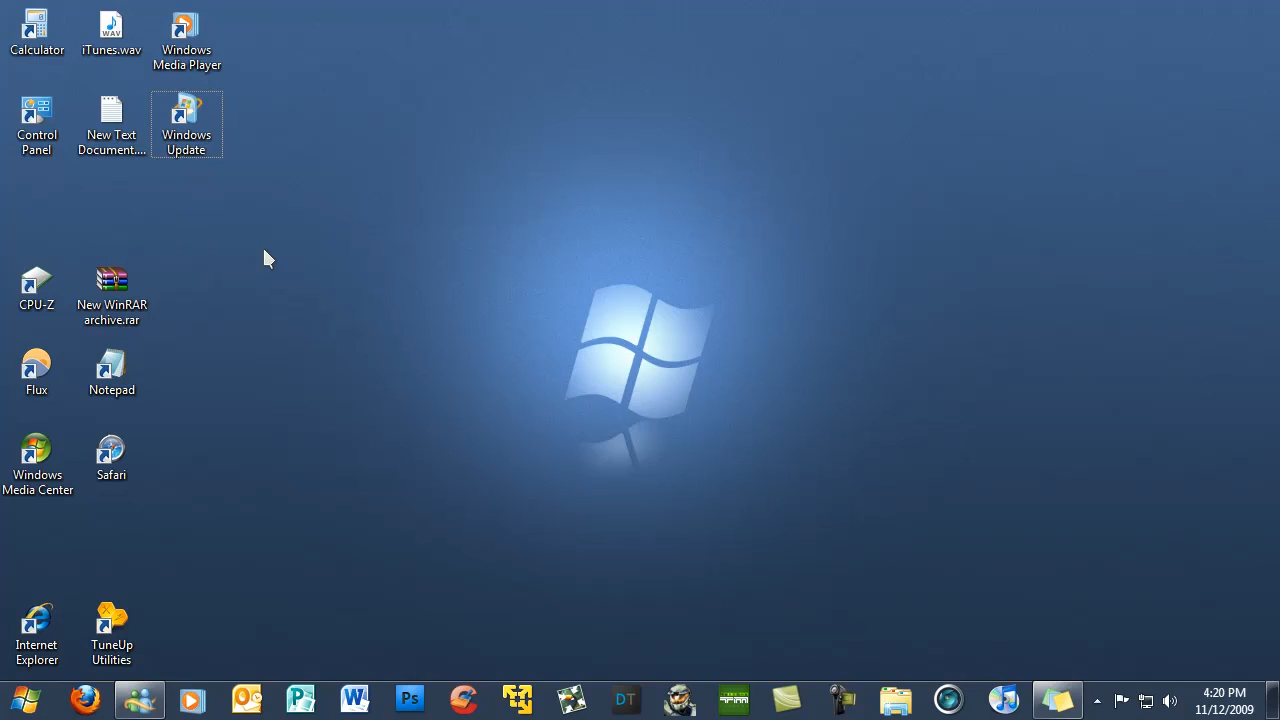 Calculator
iTunes.wav
Windows
Media Player
Control
Panel
New Text
Document....
Windows
Update
CPU-Z
New WinRAR
archive.rar
Flux
Notepad
Windows
Media Center
Safari
Internet
Explorer
TuneUp
Utilities
Ps
DT
4:20 PM
11/12/2009